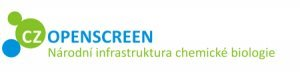 CZ OPENSCREEN
Národní infrastruktura chemické biologie